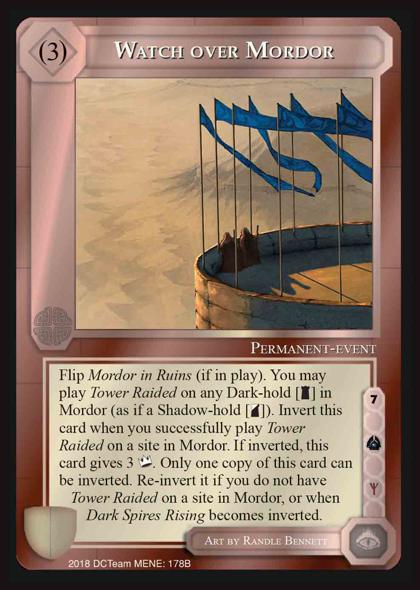 (3)
WATCH OVER MORDOR
PERMANENT-EVENT
Flip Mordor in Ruins (if in play). You may
play Tower Raided on any Dark-hold [] in
Mordor (as if a Shadow-hold []). Invert this
card when you successfully play Tower
Raided on a site in Mordor. If inverted, this
card gives 3 . Only one copy of this card can
be inverted. Re-invert it if you do not have
Tower Raided on a site in Mordor, or when
Dark Spires Rising becomes inverted.
7
ART BY RANDLE BENNETT
2018 DCTeam MENE: 178B